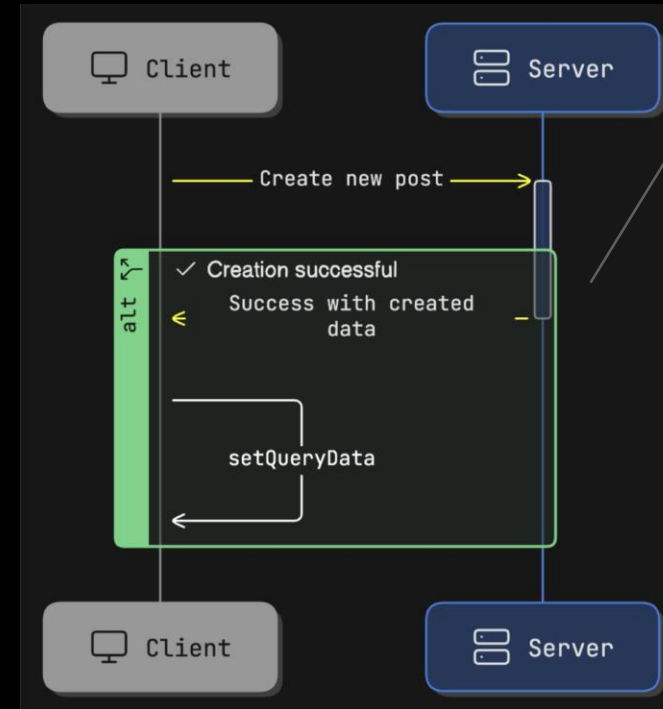 Client
Server
Create new post
alt
Creation successful
Success with created
data
setQueryData
Client
Server